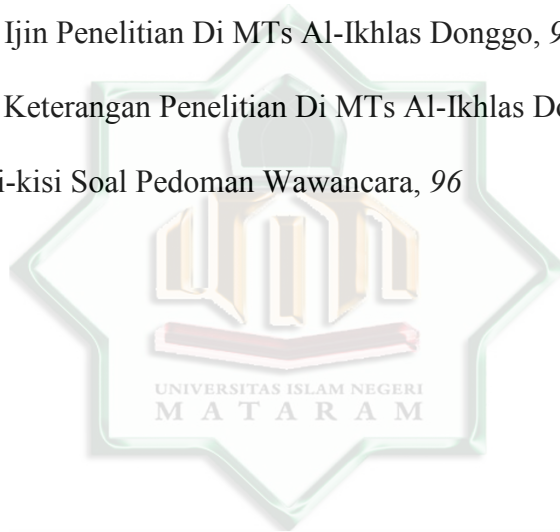 Ijin Penelitian Di MTs Al-Ikhlas Donggo,
Keterangan Penelitian Di MTs Al-Ikhlas
i-kisi Soal Pedoman Wawancara, 96
UNIVERSITAS ISLAM NEGERI
MATARAM